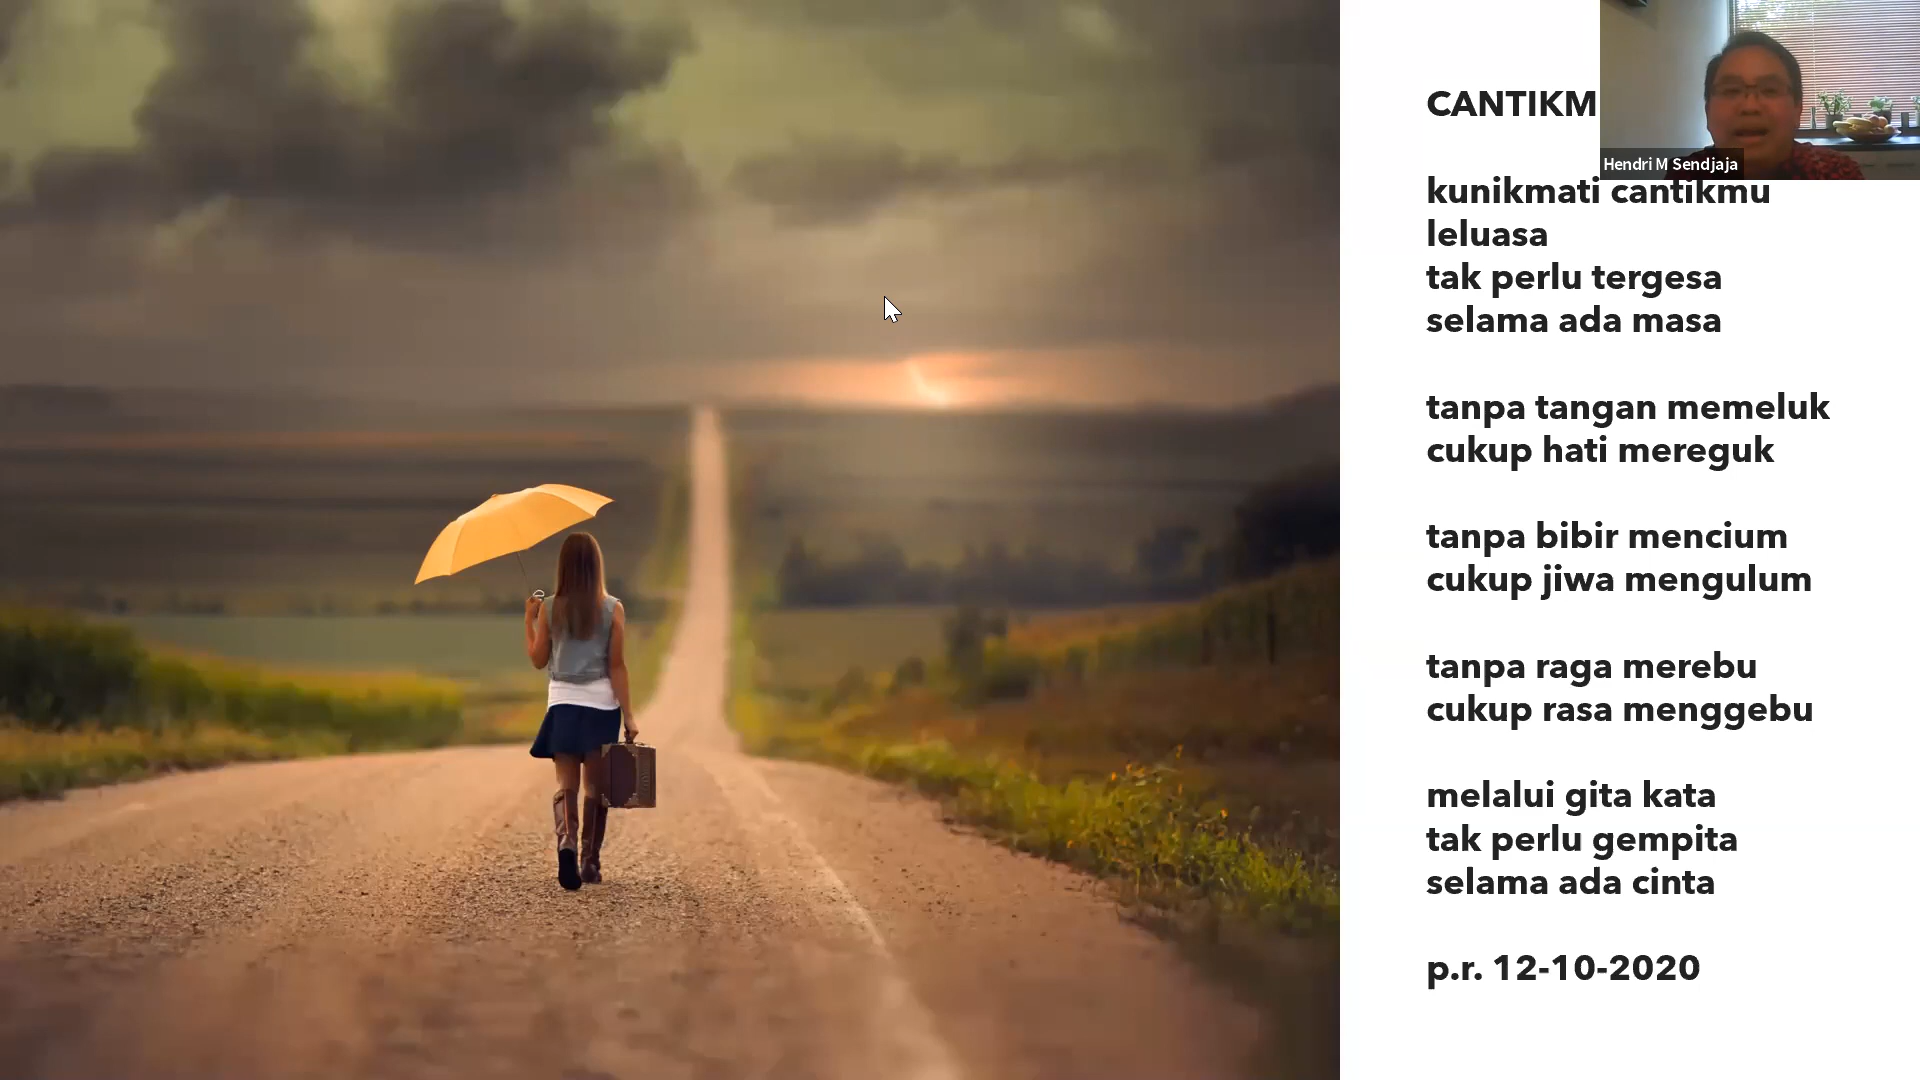 CANTIKM
Hendri M Sendjaja
kunikmati cantikmu
leluasa
tak perlu tergesa
selama ada masa
tanpa tangan memeluk
cukup hati mereguk
tanpa bibir mencium
cukup jiwa mengulum
tanpa raga merebu
cukup rasa menggebu
melalui gita kata
tak perlu gempita
selama ada cinta
p.r. 12-10-2020